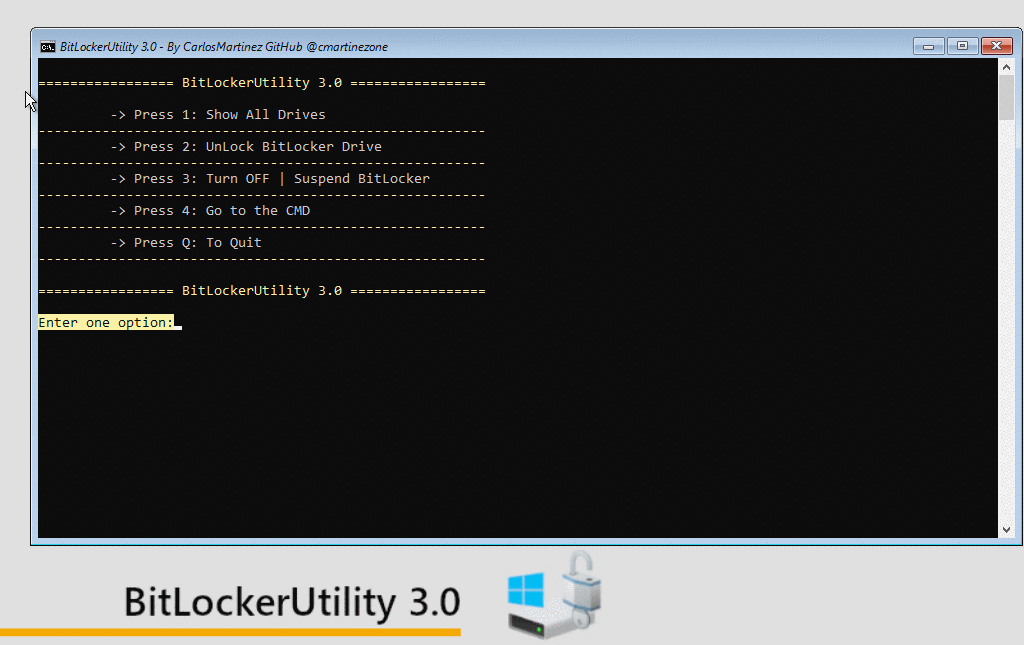 BitLockerUtility 3.0 - By CarlosMartinez GitHub @cmartinezone
================= BitLockerUtility 3.0 =================
-> Press 1: Show All Drives
--------------------------------------------------------
-> Press 2: UnLock BitLocker Drive
--------------------------------------------------------
-> Press 3: Turn OFF | Suspend BitLocker
--------------------------------------------------------
-> Press 4: Go to the CMD
--------------------------------------------------------
-> Press Q: To Quit
--------------------------------------------------------
================= BitLockerUtility 3.0 =================
Enter one option:
BitLockerUtility 3.0